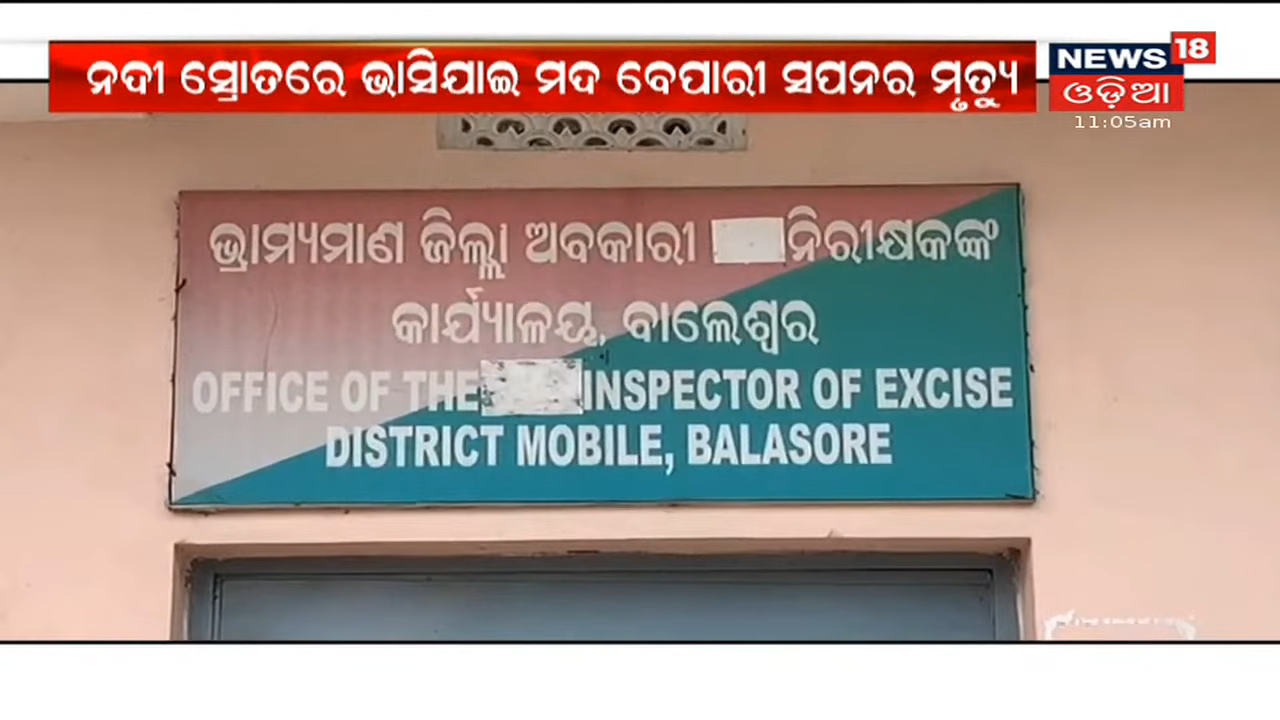 ନଦୀ ସ୍ରୋତରେ ଭାସିଯାଇ ମଦ ବେପାରୀ ସପନର ମୃତ୍ୟୁ
NEWS 18
ଓଡ଼ିଆ
11:05am
ଭ୍ରାମ୍ୟମାଣ ଜିଲ୍ଲା ଅବକାରୀ ନିରୀକ୍ଷକଙ୍କ
କାର୍ଯ୍ୟାଳୟ, ବାଲେଶ୍ୱର
OFFICE OF THE INSPECTOR OF EXCISE
DISTRICT MOBILE, BALASORE